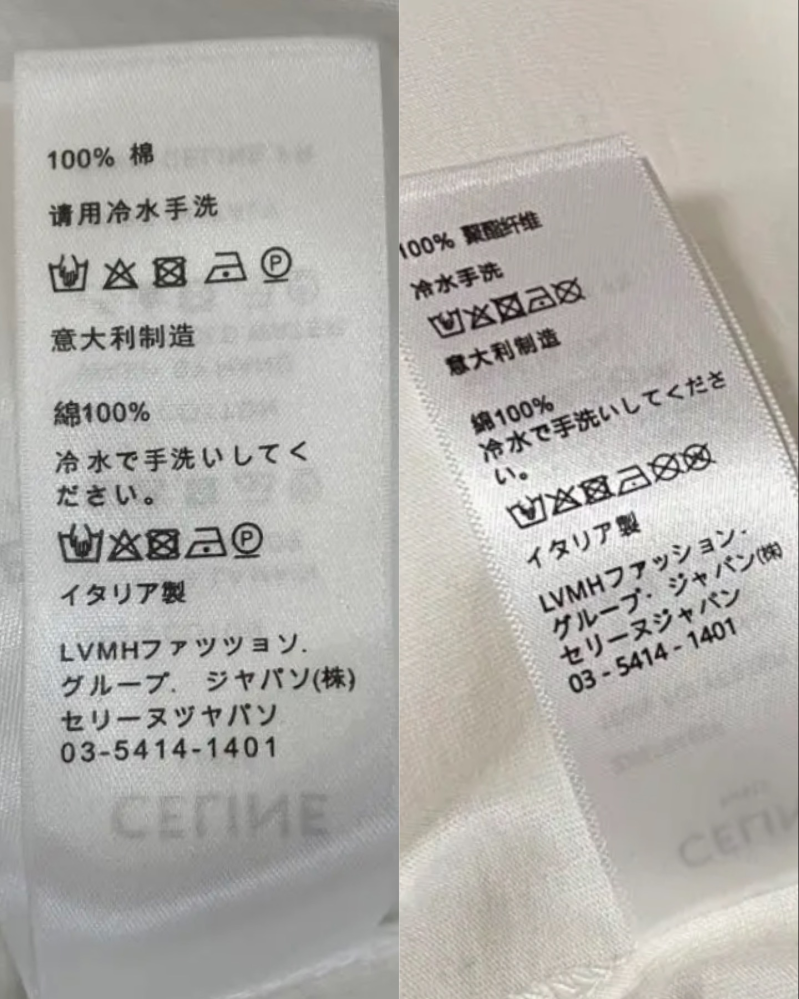 100% 棉
请用冷水手洗
P
意大利制造
綿100%
冷水で手洗いしてく
ださい。
P
イタリア製
LVMHファッツョソ.
グループ. ジャパソ(株)
セリーヌヅャパソ
03-5414-1401
CELINE
100% 聚酯纤维
冷水手洗
意大利制造
綿100%
冷水で手洗いしてくださ
い。
イタリア製
LVMHファッション.
グループ. ジャパン(株)
セリーヌジャパン
03-5414-1401